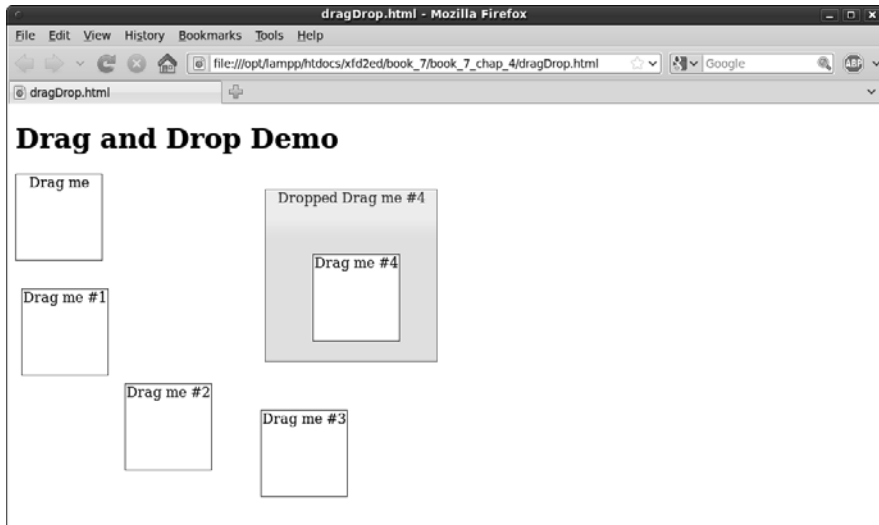 dragDrop.html - Mozilla Firefox
File Edit View History Bookmarks Tools Help
file:///opt/lampp/htdocs/xfd2ed/book_7/book_7_chap_4/dragDrop.html
Google
ABP
dragDrop.html
Drag and Drop Demo
Drag me
Dropped Drag me #4
Drag me #4
Drag me #1
Drag me #2
Drag me #3